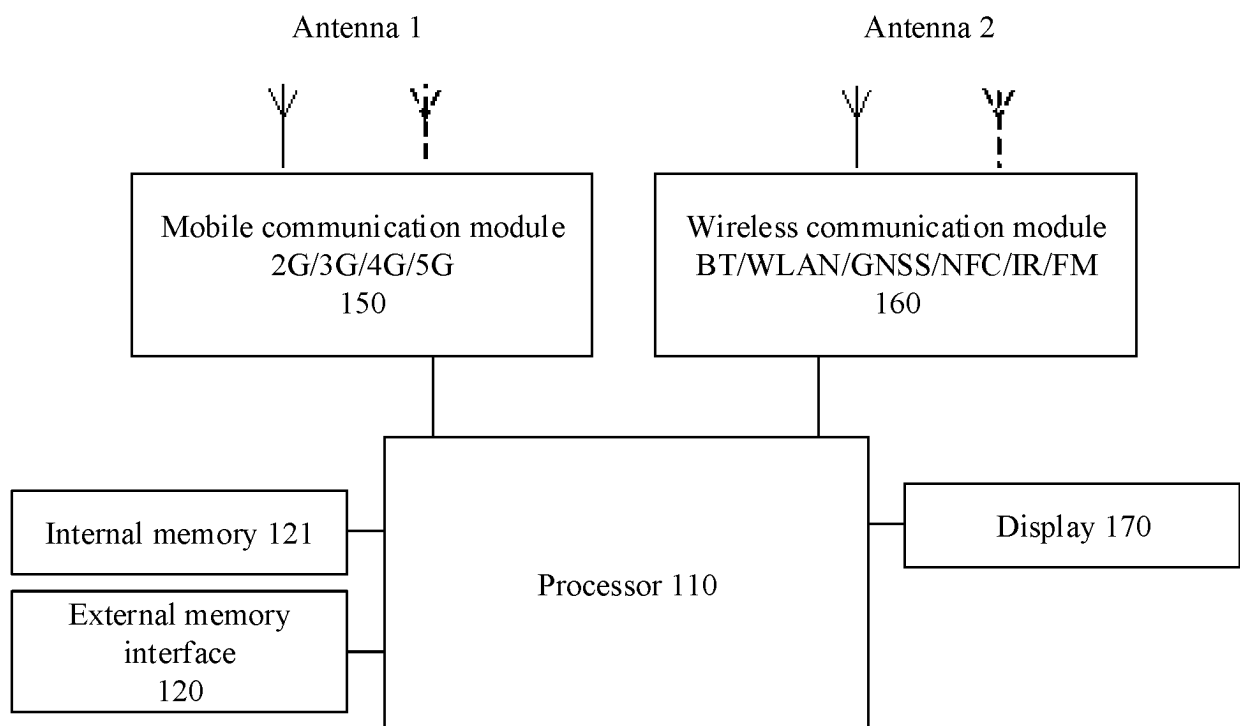 Antenna 1
Antenna 2
Mobile communication module
2G/3G/4G/5G
150
Wireless communication module
BT/WLAN/GNSS/NFC/IR/FM
160
Internal memory 121
External memory
interface
120
Processor 110
Display 170